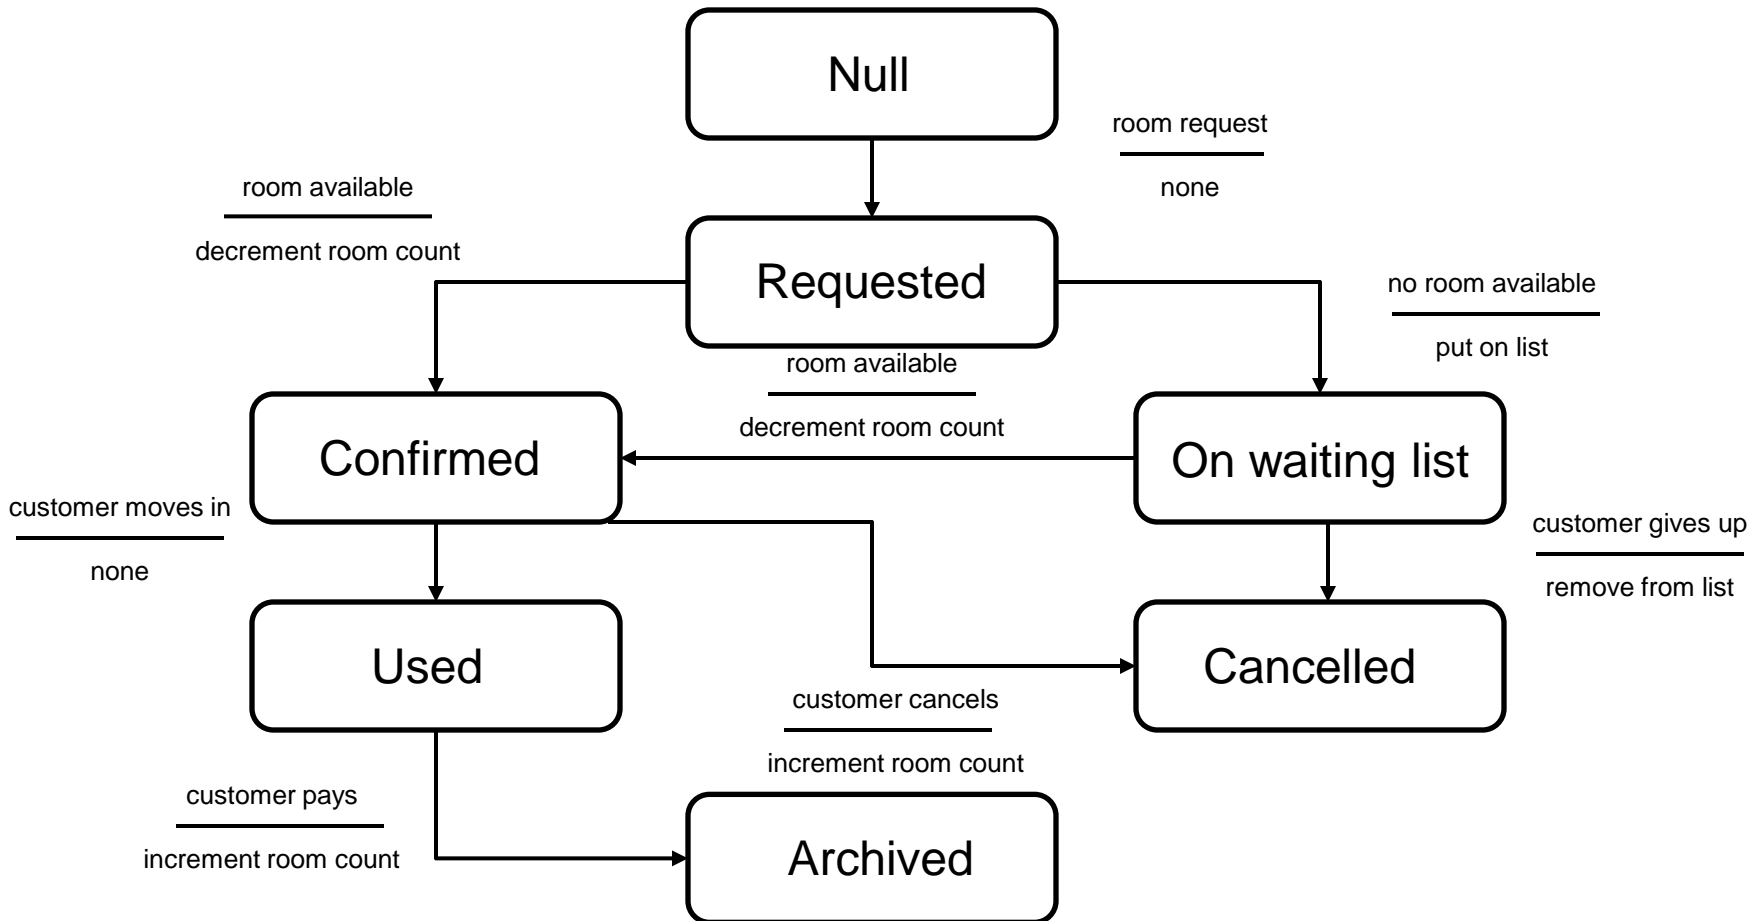 Null
room request
none
room available
decrement room count
Requested
no room available
put on list
room available
decrement room count
Confirmed
On waiting list
customer moves in
none
customer gives up
remove from list
Used
Cancelled
customer cancels
increment room count
customer pays
increment room count
Archived